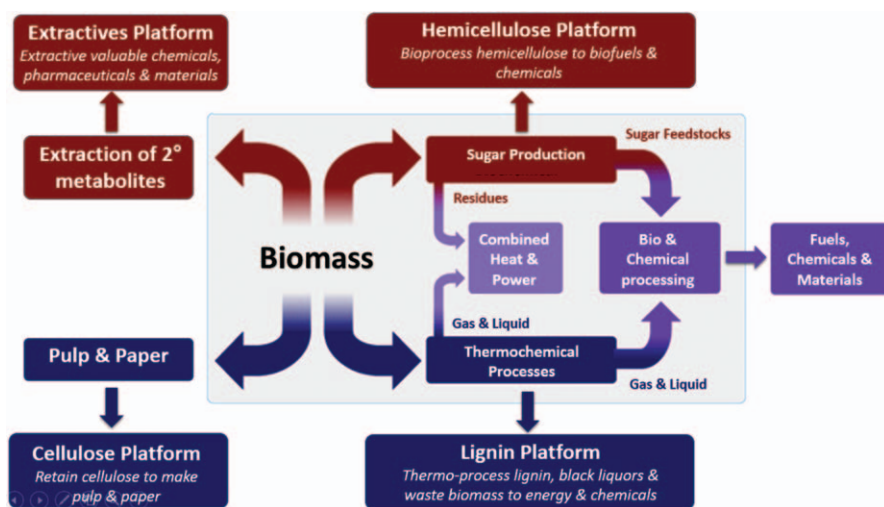 Extractives Platform
Extractive valuable chemicals,
pharmaceuticals & materials
Hemicellulose Platform
Bioprocess hemicellulose to biofuels &
chemicals
Extraction of 2°
metabolites
Sugar Production
Sugar Feedstocks
Residues
Biomass
Combined
Heat &
Power
Bio &
Chemical
processing
Fuels,
Chemicals &
Materials
Gas & Liquid
Pulp & Paper
Thermochemical
Processes
Gas & Liquid
Cellulose Platform
Retain cellulose to make
pulp & paper
Lignin Platform
Thermo-process lignin, black liquors &
waste biomass to energy & chemicals